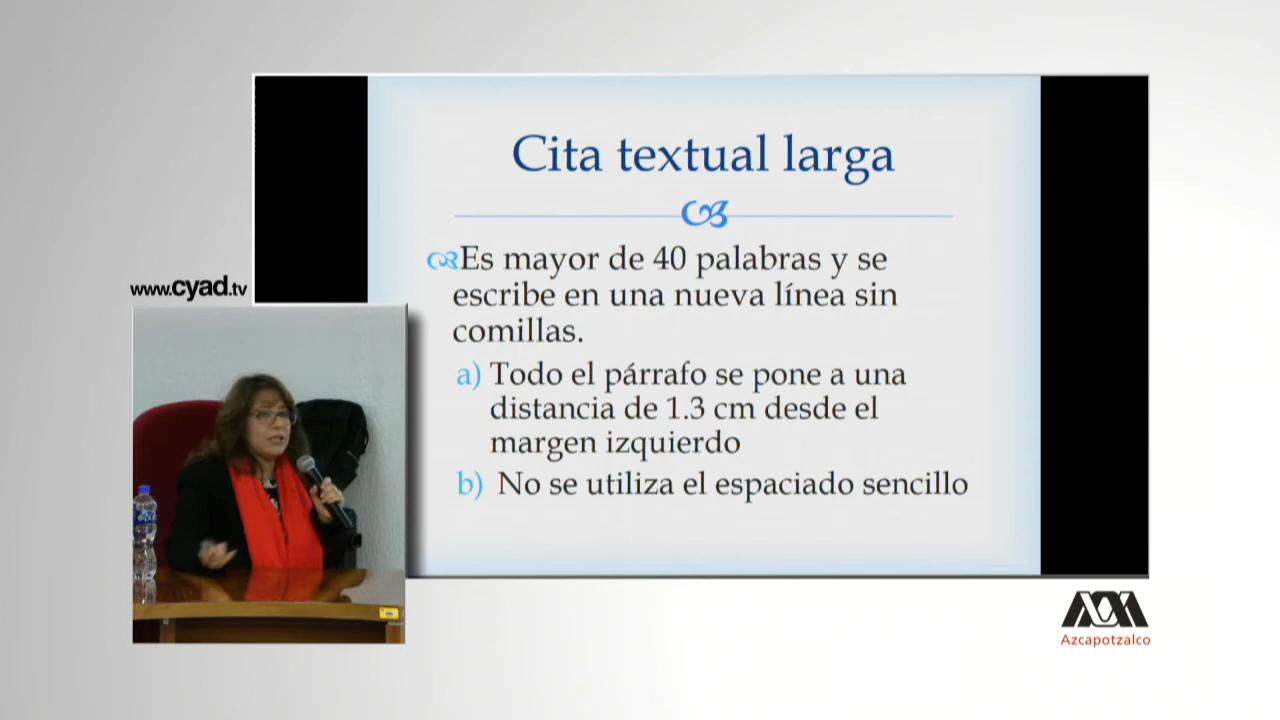 Cita textual larga
Es mayor de 40 palabras y se
escribe en una nueva línea sin
comillas.
a) Todo el párrafo se pone a una
distancia de 1.3 cm desde el
margen izquierdo
b) No se utiliza el espaciado sencillo
www.cyad.tv
Azcapotzalco